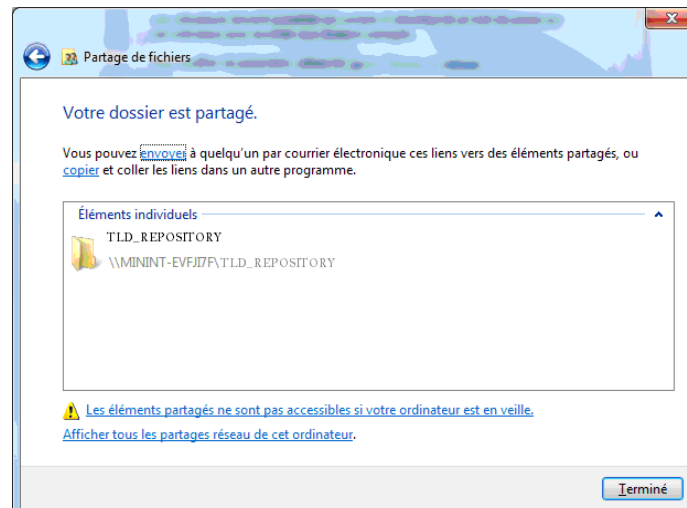 Partage de fichiers
Votre dossier est partagé.
Vous pouvez envoyer à quelqu'un par courrier électronique ces liens vers des éléments partagés, ou
copier et coller les liens dans un autre programme.
Éléments individuels
TLD_REPOSITORY
\\MININT-EVFJI7F\TLD_REPOSITORY
Les éléments partagés ne sont pas accessibles si votre ordinateur est en veille.
Afficher tous les partages réseau de cet ordinateur.
Terminé